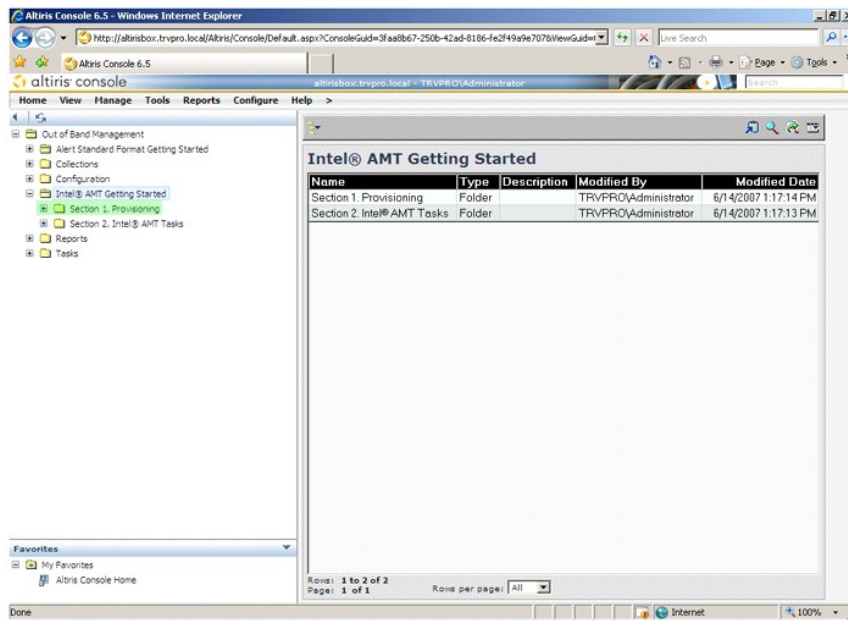 Altiris Console 6.5 - Windows Internet Explorer
http://altirisbox.trvpro.local/Altiris/Console/Default.aspx?ConsoleGuid=3faa8b67-250b-42ad-8186-fe2f49a9e707&ViewGuid=
Live Search
Altiris Console 6.5
Page
Tools
altiris console
altirisbox.trvpro.local - TRVPRO\Administrator
Search
Home View Manage Tools Reports Configure Help >
Out of Band Management
Alert Standard Format Getting Started
Collections
Configuration
Intel® AMT Getting Started
Section 1. Provisioning
Section 2. Intel® AMT Tasks
Reports
Tasks
Intel® AMT Getting Started
Name Type Description Modified By Modified Date
Section 1. Provisioning Folder TRVPRO\Administrator 6/14/2007 1:17:14 PM
Section 2. Intel® AMT Tasks Folder TRVPRO\Administrator 6/14/2007 1:17:13 PM
Favorites
My Favorites
Altiris Console Home
Rows: 1 to 2 of 2
Page: 1 of 1
Rows per page: All
Done
Internet
100%